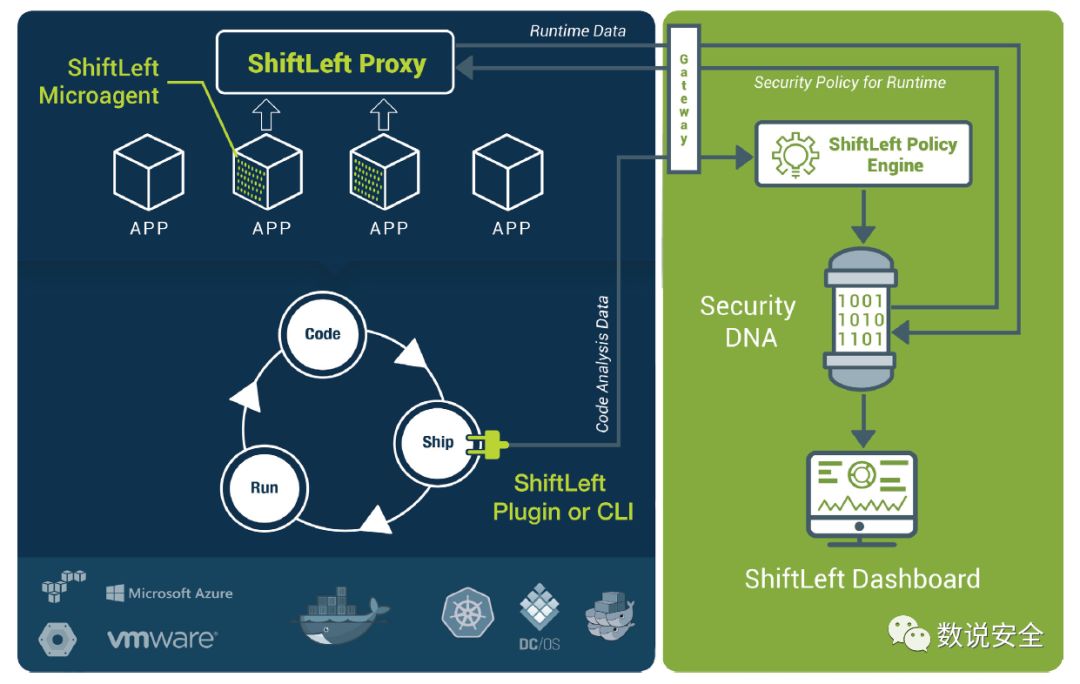 ShiftLeft Proxy
ShiftLeft
Microagent
APP
APP
APP
APP
Runtime Data
Gateway
Security Policy for Runtime
ShiftLeft Policy
Engine
Security
DNA
1001
1010
1101
ShiftLeft Dashboard
Code
Ship
Run
Code Analysis Data
ShiftLeft
Plugin or CLI
Microsoft Azure
vmware®
DC/OS
数说安全